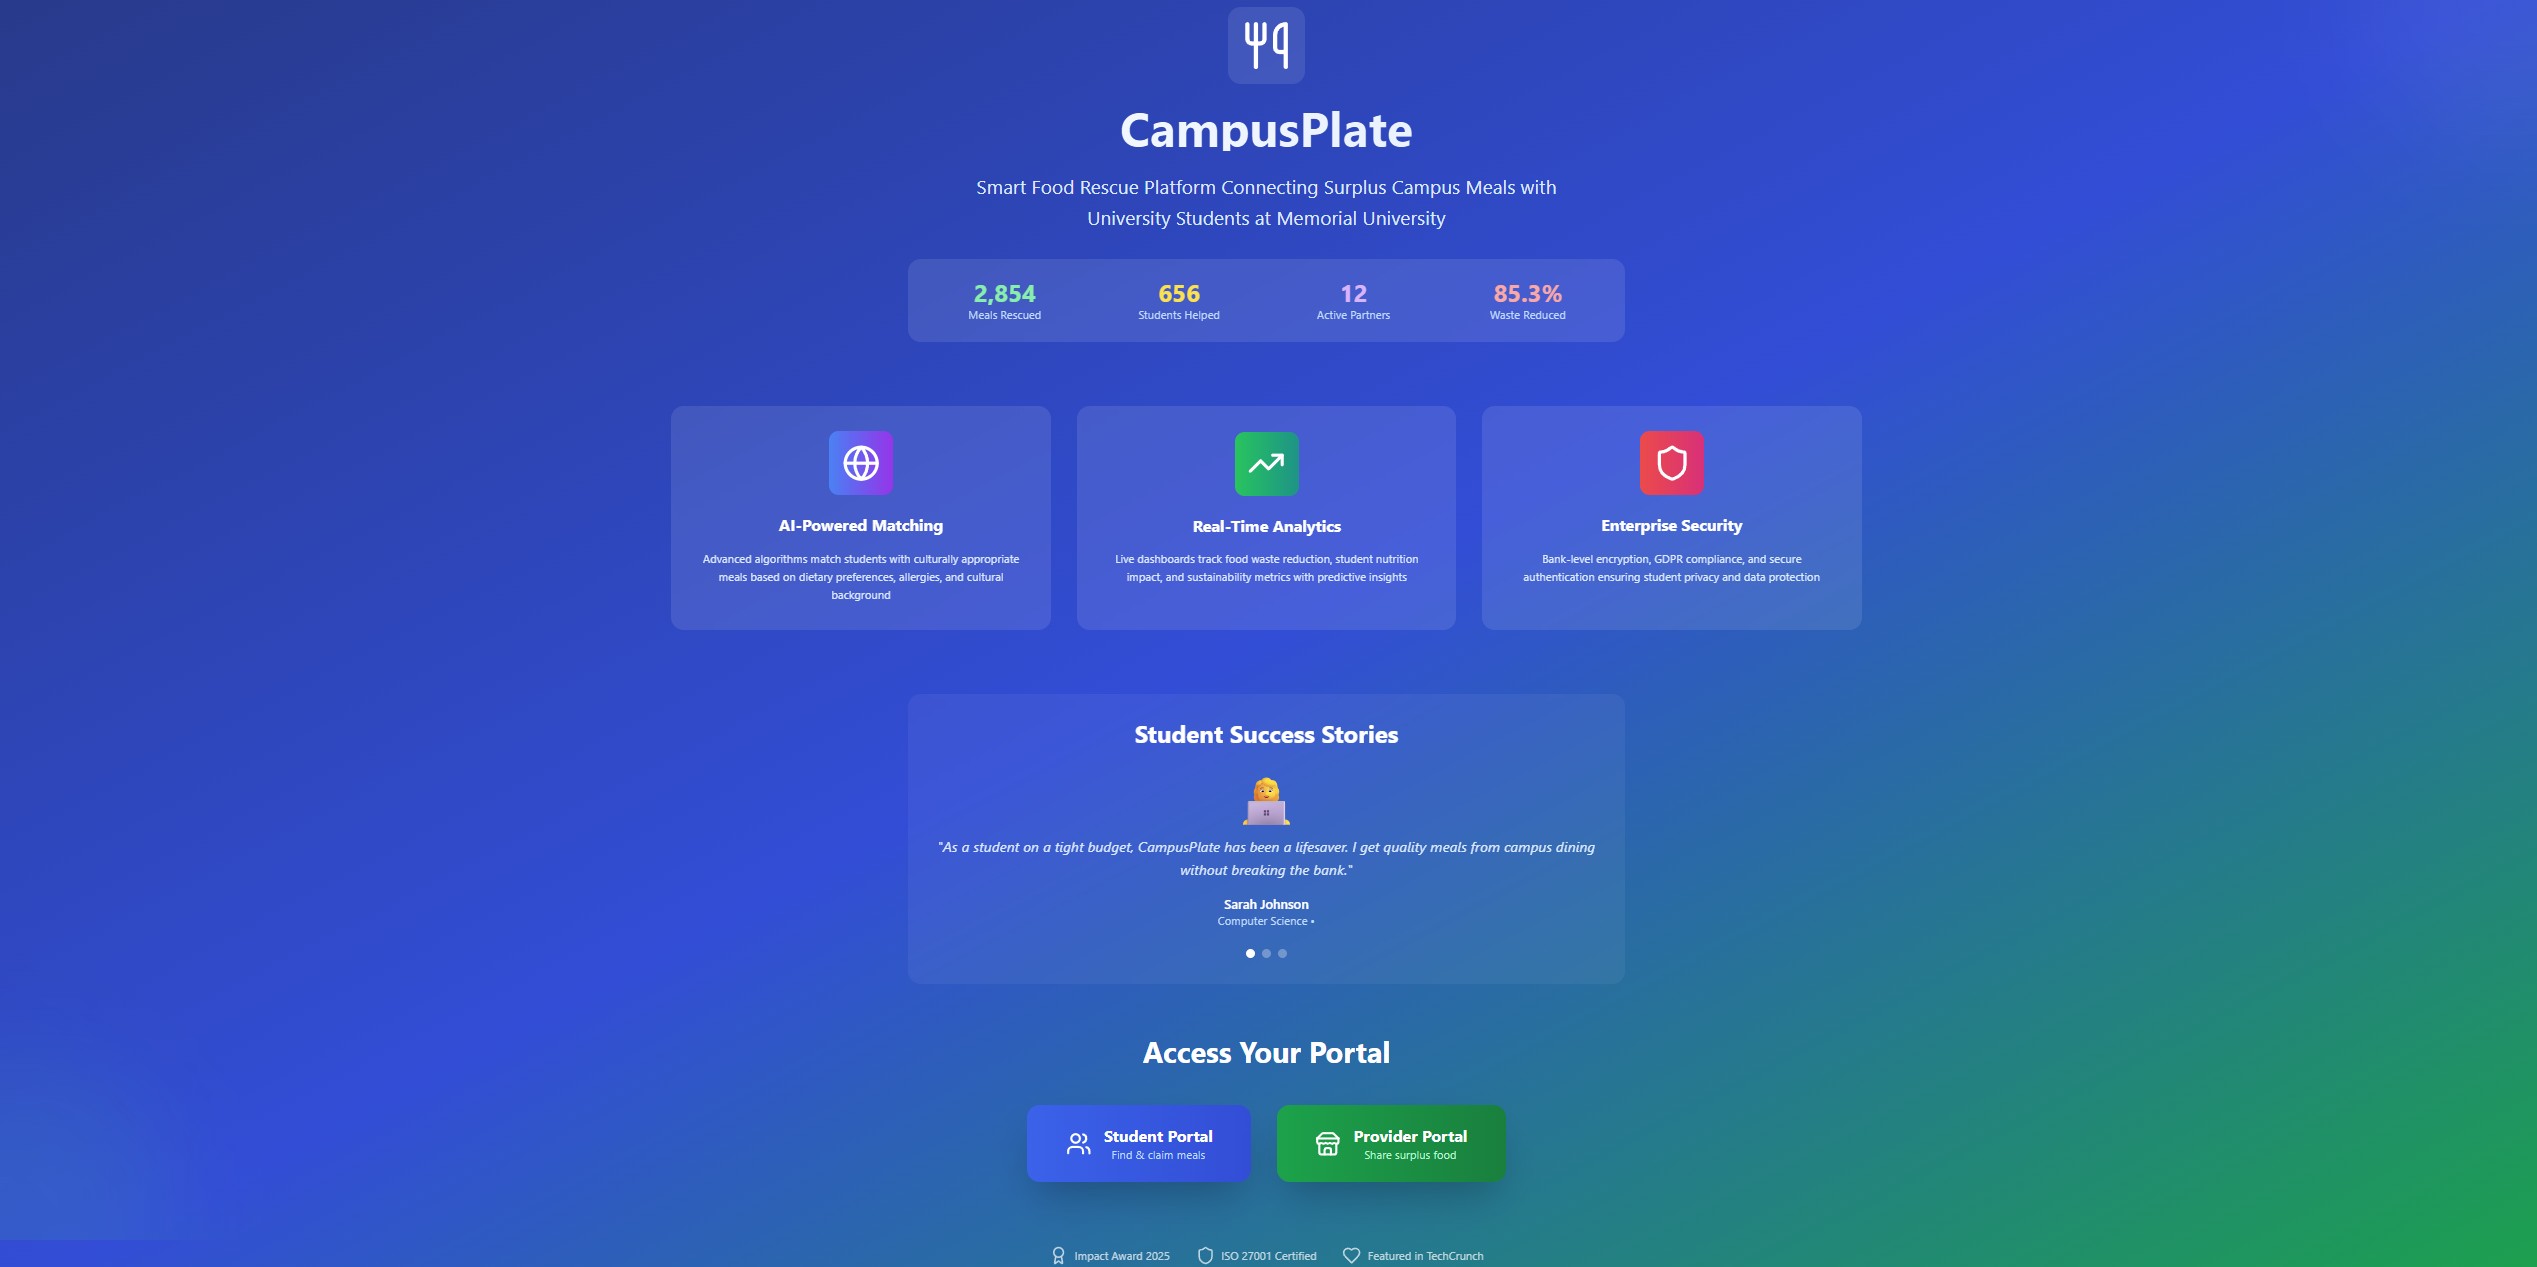 CampusPlate
Smart Food Rescue Platform Connecting Surplus Campus Meals with
University Students at Memorial University
2,854
Meals Rescued
656
Students Helped
12
Active Partners
85.3%
Waste Reduced
AI-Powered Matching
Advanced algorithms match students with culturally appropriate
meals based on dietary preferences, allergies, and cultural
background
Real-Time Analytics
Live dashboards track food waste reduction, student nutrition
impact, and sustainability metrics with predictive insights
Enterprise Security
Bank-level encryption, GDPR compliance, and secure
authentication ensuring student privacy and data protection
Student Success Stories
"As a student on a tight budget, CampusPlate has been a lifesaver. I get quality meals from campus dining
without breaking the bank."
Sarah Johnson
Computer Science •
Access Your Portal
Student Portal
Find & claim meals
Provider Portal
Share surplus food
Impact Award 2025
ISO 27001 Certified
Featured in TechCrunch